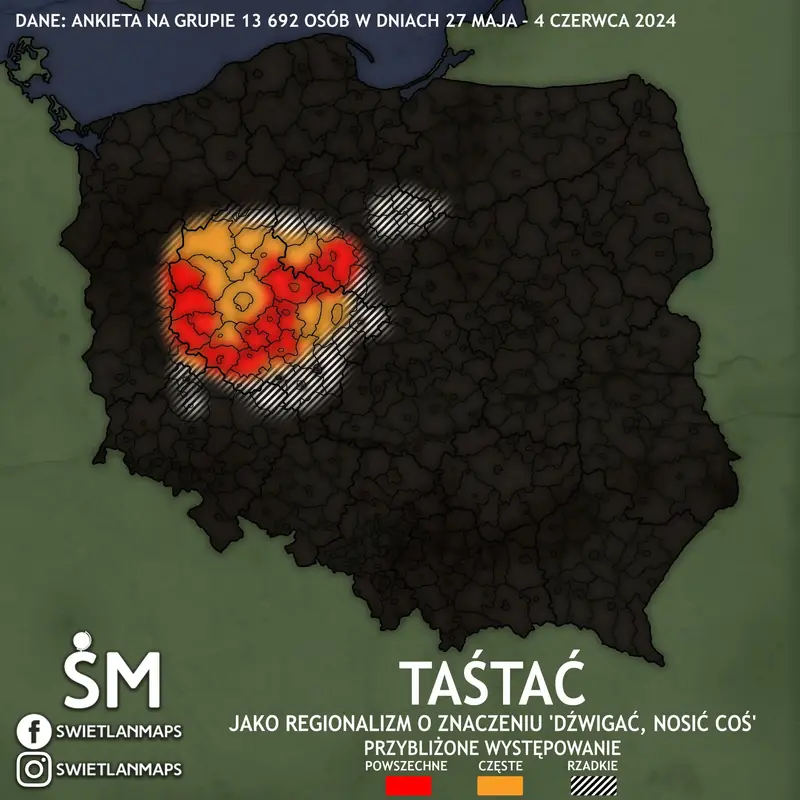 DANE: ANKIETA NA GRUPIE 13 692 OSÓB W DNIACH 27 MAJA - 4 CZERWCA 2024
ŚM
SWIETLANMAPS
SWIETLANMAPS
TAŚTAĆ
JAKO REGIONALIZM O ZNACZENIU 'DŹWIGAĆ, NOSIĆ COŚ'
PRZYBLIŻONE WYSTĘPOWANIE
POWSZECHNE CZĘSTE RZADKIE